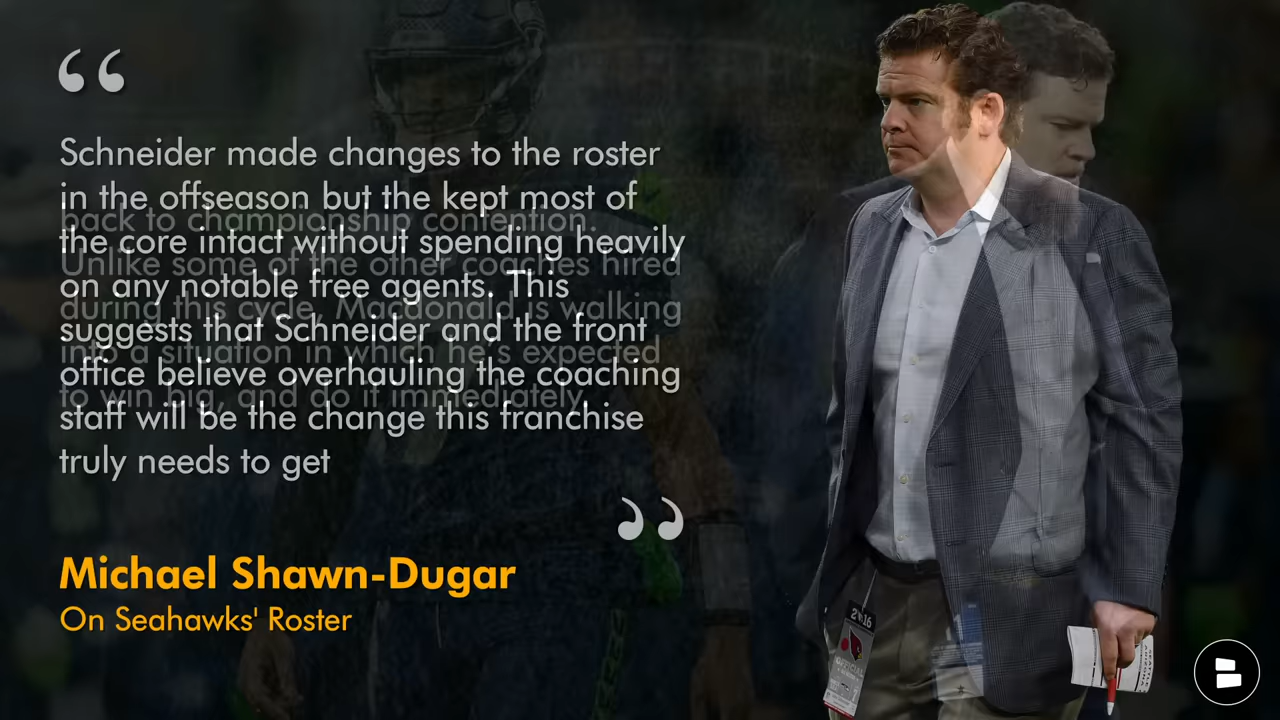 Schneider made changes to the roster
in the offseason but the kept most of
back to championship contention.
the core intact without spending heavily
Unlike some of the other coaches hired
on any notable free agents. This
during this cycle, Macdonald is walking
suggests that Schneider and the front
into a situation in which he's expected
office believe overhauling the coaching
to win big, and do it immediately.
staff will be the change this franchise
truly needs to get
Michael Shawn-Dugar
On Seahawks' Roster
2016
OFFICIAL